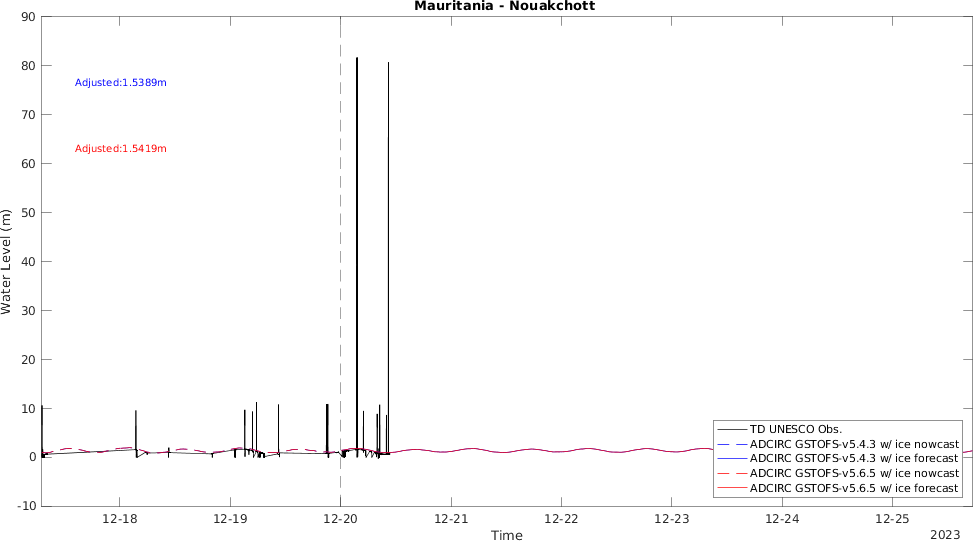 Mauritania - Nouakchott
90
80
70
60
50
40
30
20
10
0
-10
Water Level (m)
Adjusted:1.5389m
Adjusted:1.5419m
TD UNESCO Obs.
ADCIRC GSTOFS-v5.4.3 w/ ice nowcast
ADCIRC GSTOFS-v5.4.3 w/ ice forecast
ADCIRC GSTOFS-v5.6.5 w/ ice nowcast
ADCIRC GSTOFS-v5.6.5 w/ ice forecast
12-18 12-19 12-20 12-21 12-22 12-23 12-24 12-25
Time
2023